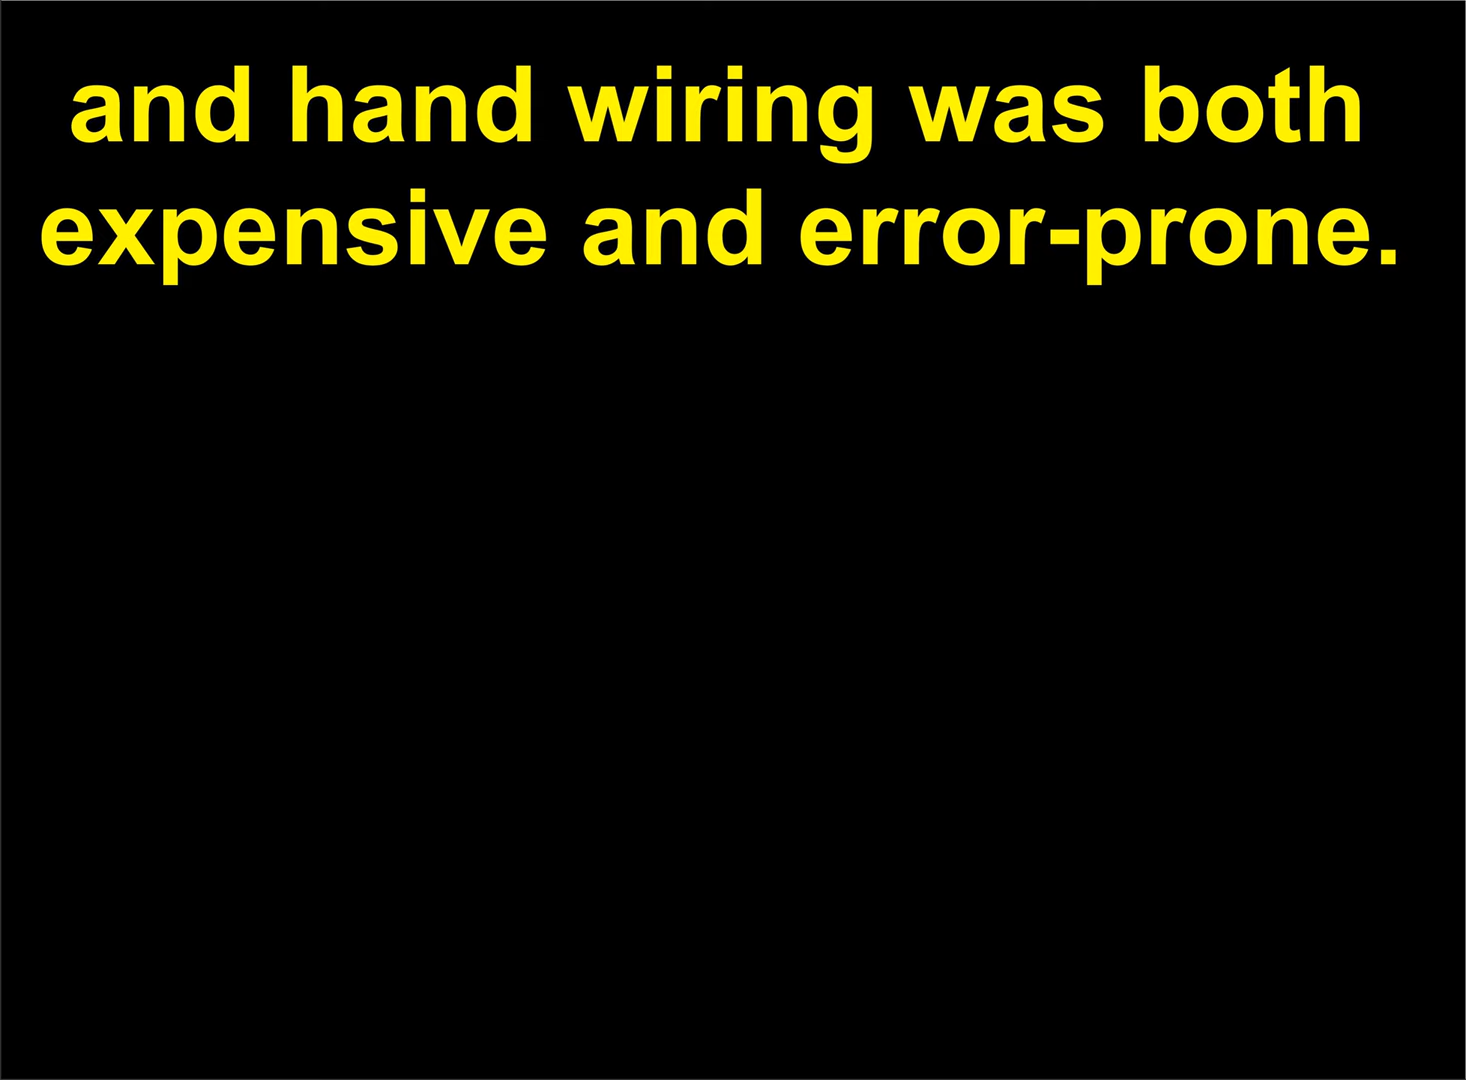 and hand wiring was both
expensive and error-prone.